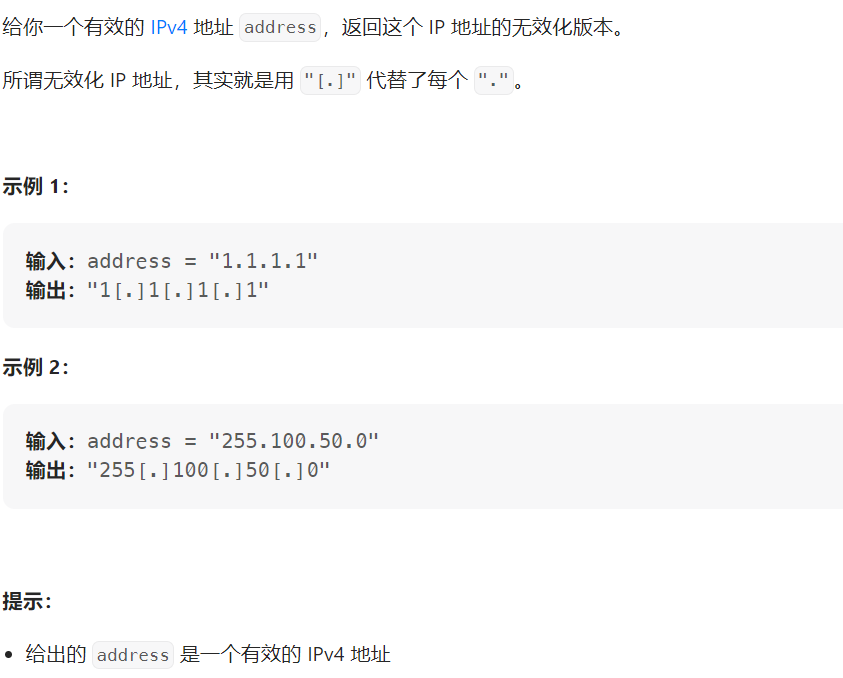 给你一个有效的 IPv4 地址 address，返回这个 IP 地址的无效化版本。
所谓无效化 IP 地址，其实就是用 "[.]" 代替了每个 "."。
示例 1：
输入：address = "1.1.1.1"
输出："1[.]1[.]1[.]1"
示例 2：
输入：address = "255.100.50.0"
输出："255[.]100[.]50[.]0"
提示：
• 给出的 address 是一个有效的 IPv4 地址